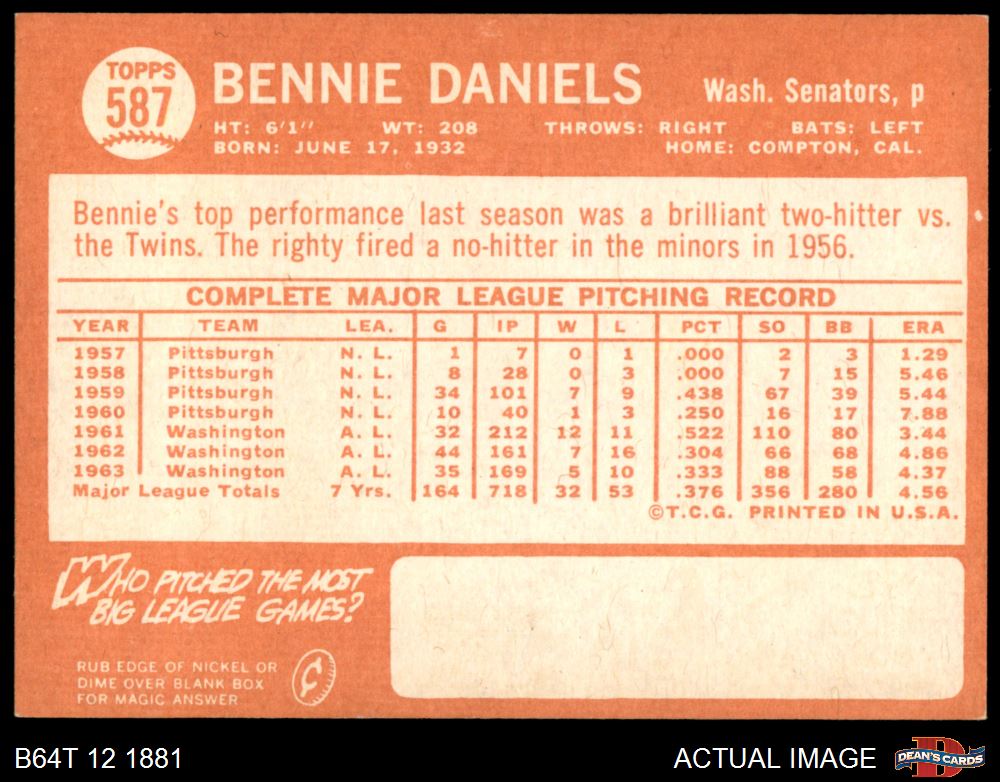 TOPPS
587
BENNIE DANIELS
Wash. Senators, p
HT: 6'1" WT: 208 THROWS: RIGHT BATS: LEFT
BORN: JUNE 17, 1932 HOME: COMPTON, CAL.
Bennie's top performance last season was a brilliant two-hitter vs.
the Twins. The righty fired a no-hitter in the minors in 1956.
COMPLETE MAJOR LEAGUE PITCHING RECORD
YEAR TEAM LEA. G IP W L PCT SO BB ERA
1957 Pittsburgh N. L. 1 7 0 1 .000 2 3 1.29
1958 Pittsburgh N. L. 8 28 0 3 .000 7 15 5.46
1959 Pittsburgh N. L. 34 101 7 9 .438 67 39 5.44
1960 Pittsburgh N. L. 10 40 1 3 .250 16 17 7.88
1961 Washington A. L. 32 212 12 11 .522 110 80 3.44
1962 Washington A. L. 44 161 7 16 .304 66 68 4.86
1963 Washington A. L. 35 169 5 10 .333 88 58 4.37
Major League Totals 7 Yrs. 164 718 32 53 .376 356 280 4.56
©T.C.G. PRINTED IN U.S.A.
WHO PITCHED THE MOST
BIG LEAGUE GAMES?
RUB EDGE OF NICKEL OR
DIME OVER BLANK BOX
FOR MAGIC ANSWER
¢
B64T 12 1881
ACTUAL IMAGE
D
DEAN'S CARDS